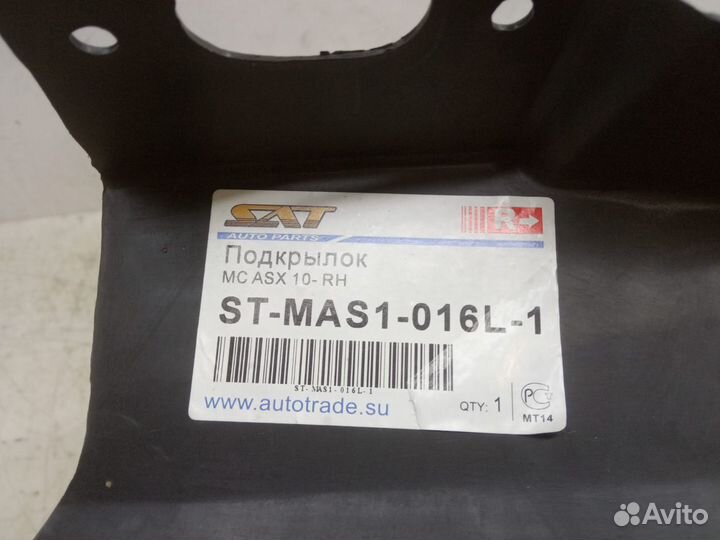 SAT
R
AUTO PARTS
Подкрылок
MC ASX 10- RH
ST-MAS1-016L-1
ST-MAS1-016L-1
www.autotrade.su
QTY: 1
РСТ
MT14
Avito